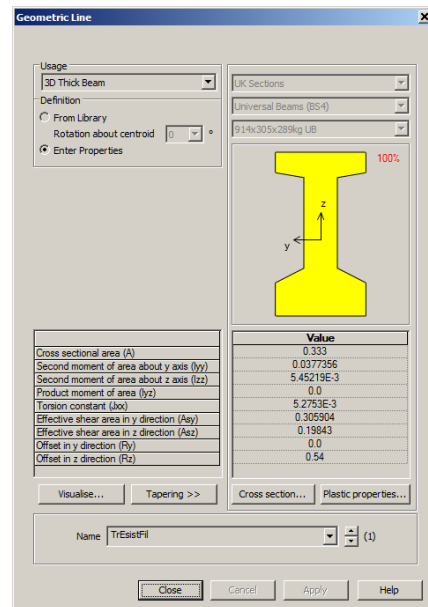 Geometric Line
Usage
3D Thick Beam
Definition
From Library
Rotation about centroid 0 °
Enter Properties
UK Sections
Universal Beams (BS4)
914x305x289kg UB
100%
z
y
Value
Cross sectional area (A) 0.333
Second moment of area about y axis (Iyy) 0.0377356
Second moment of area about z axis (Izz) 5.45219E-3
Product moment of area (Iyz) 0.0
Torsion constant (Jxx) 5.2753E-3
Effective shear area in y direction (Asy) 0.305904
Effective shear area in z direction (Asz) 0.19843
Offset in y direction (Ry) 0.0
Offset in z direction (Rz) 0.54
Visualise... Tapering >> Cross section... Plastic properties...
Name TrEsistFil (1)
Close Cancel Apply Help